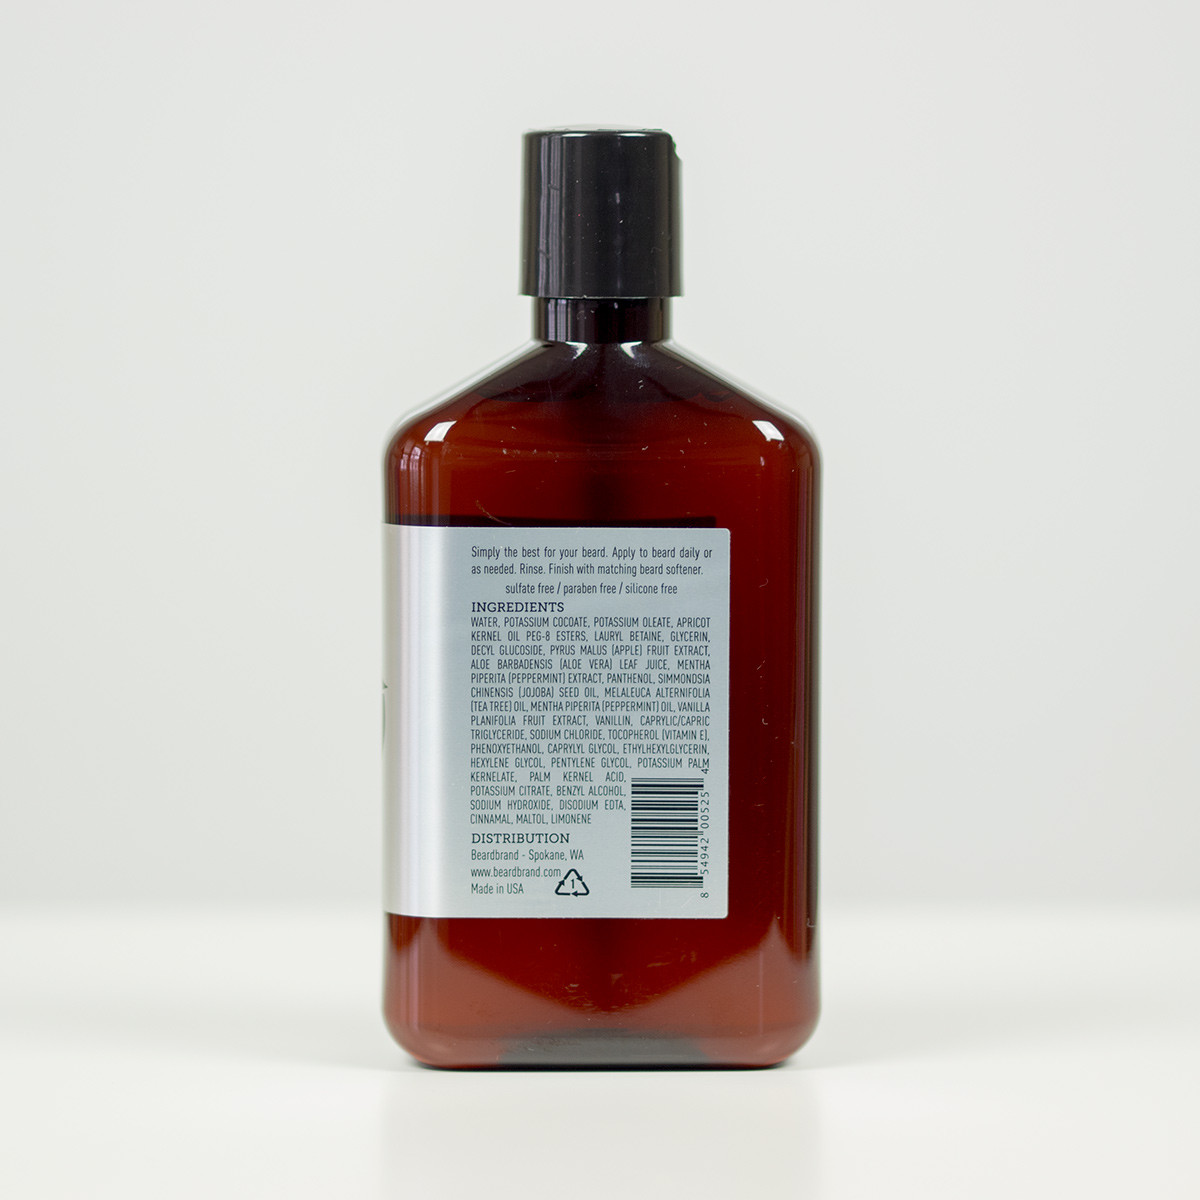 Simply the best for your beard. Apply to beard daily or
as needed. Rinse. Finish with matching beard softener.
sulfate free / paraben free / silicone free
INGREDIENTS
WATER, POTASSIUM COCOATE, POTASSIUM OLEATE, APRICOT
KERNEL OIL PEG-8 ESTERS, LAURYL BETAINE, GLYCERIN,
DECYL GLUCOSIDE, PYRUS MALUS (APPLE) FRUIT EXTRACT,
ALOE BARBADENSIS (ALOE VERA) LEAF JUICE, MENTHA
PIPERITA (PEPPERMINT) EXTRACT, PANTHENOL, SIMMONDSIA
CHINENSIS (JOJOBA) SEED OIL, MELALEUCA ALTERNIFOLIA
(TEA TREE) OIL, MENTHA PIPERITA (PEPPERMINT) OIL, VANILLA
PLANIFOLIA FRUIT EXTRACT, VANILLIN, CAPRYLIC/CAPRIC
TRIGLYCERIDE, SODIUM CHLORIDE, TOCOPHEROL (VITAMIN E),
PHENOXYETHANOL, CAPRYLYL GLYCOL, ETHYLHEXYLGLYCERIN,
HEXYLENE GLYCOL, PENTYLENE GLYCOL, POTASSIUM PALM
KERNELATE, PALM KERNEL ACID,
POTASSIUM CITRATE, BENZYL ALCOHOL,
SODIUM HYDROXIDE, DISODIUM EDTA,
CINNAMAL, MALTOL, LIMONENE
DISTRIBUTION
Beardbrand - Spokane, WA
www.beardbrand.com
Made in USA
1
8 54942 00525 4